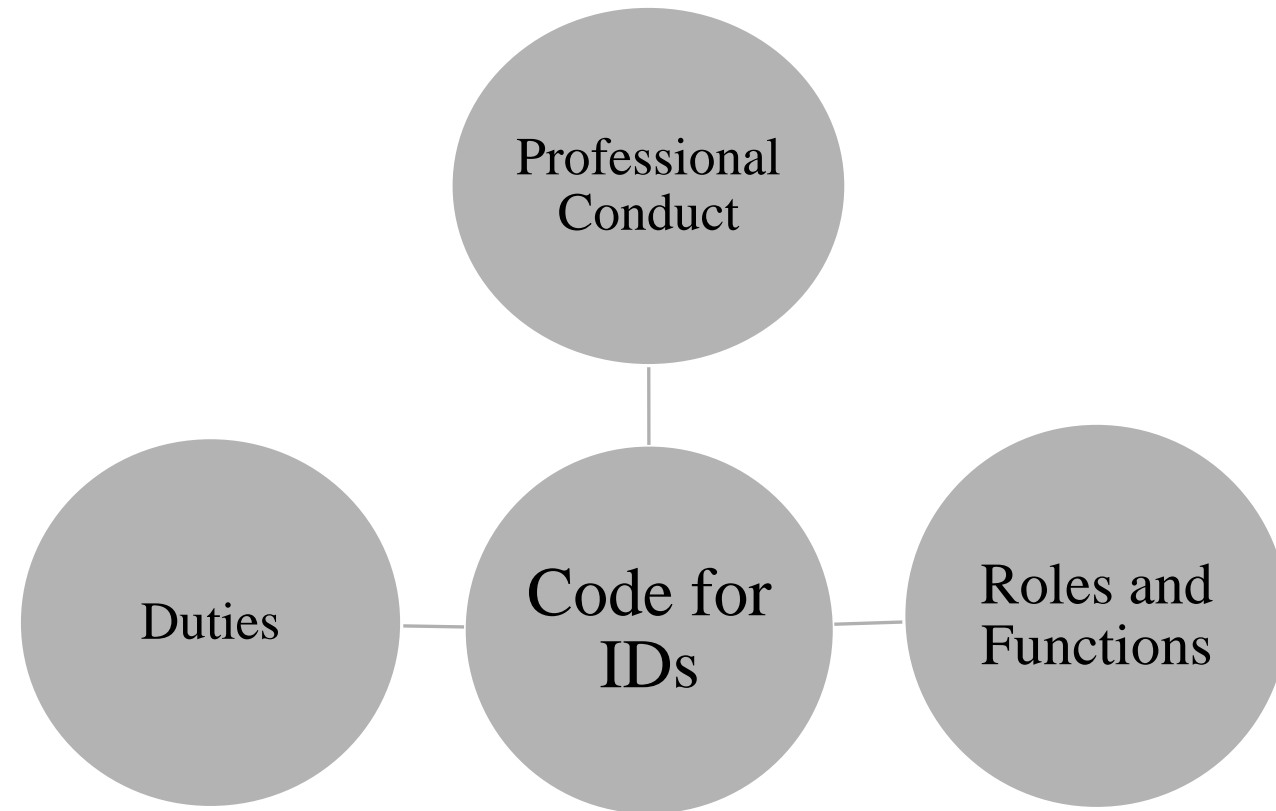 Professional
Conduct
Duties
Code for
IDs
Roles and
Functions